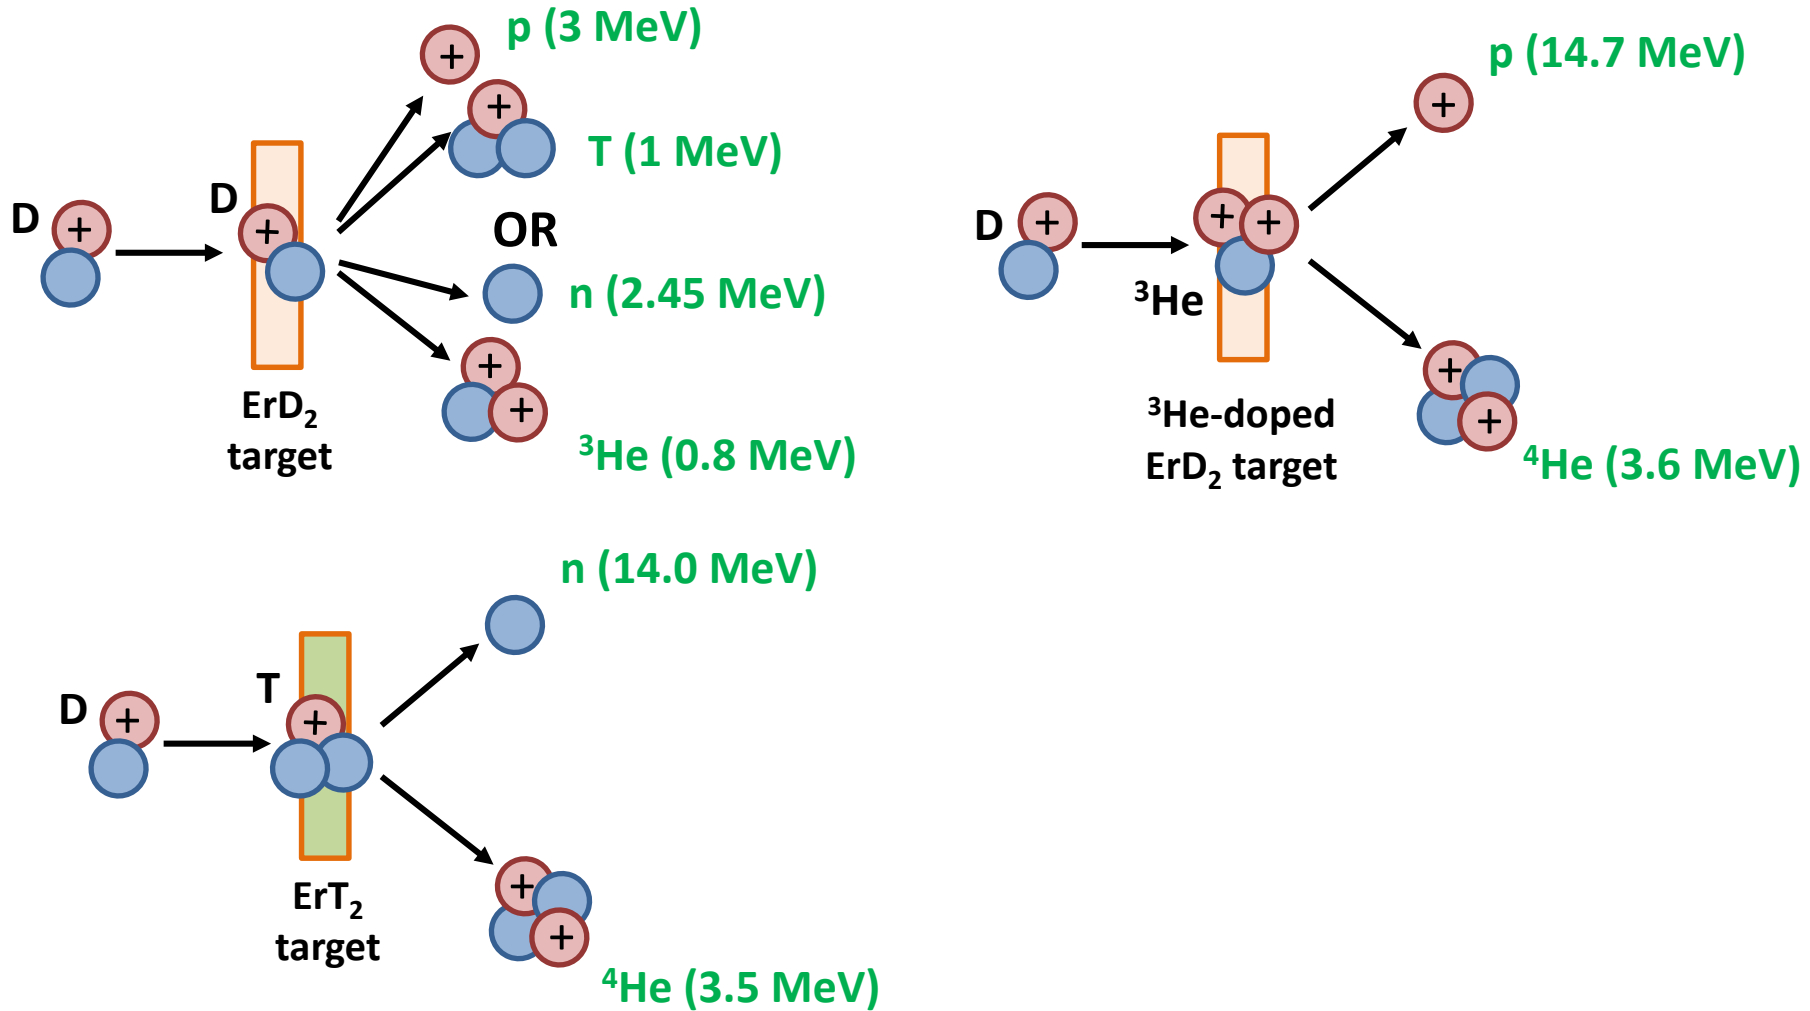 p (3 MeV)
+
+
T (1 MeV)
D
+
D
+
OR
n (2.45 MeV)
+
+
³He (0.8 MeV)
ErD₂
target
p (14.7 MeV)
+
D
+
+
+
³He
+
+
⁴He (3.6 MeV)
³He-doped
ErD₂ target
n (14.0 MeV)
D
+
T
+
+
+
⁴He (3.5 MeV)
ErT₂
target